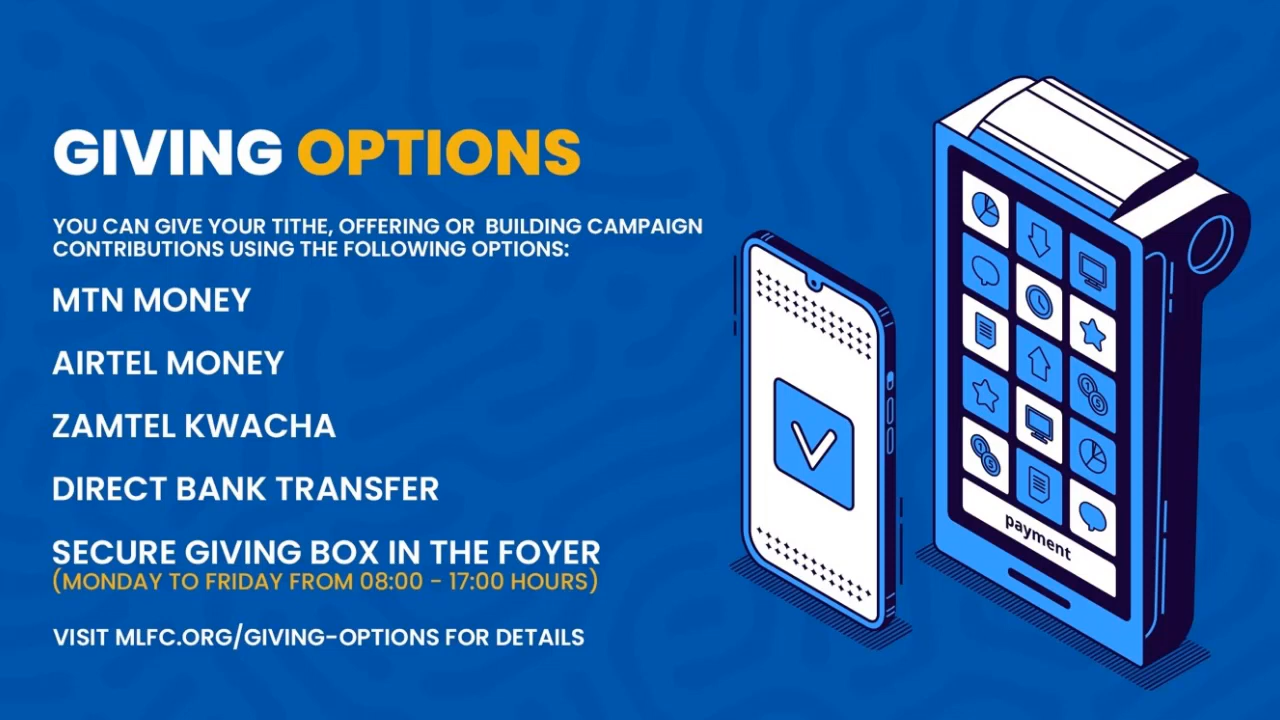 GIVING OPTIONS
YOU CAN GIVE YOUR TITHE, OFFERING OR BUILDING CAMPAIGN
CONTRIBUTIONS USING THE FOLLOWING OPTIONS:
MTN MONEY
AIRTEL MONEY
ZAMTEL KWACHA
DIRECT BANK TRANSFER
SECURE GIVING BOX IN THE FOYER
(MONDAY TO FRIDAY FROM 08:00 - 17:00 HOURS)
VISIT MLFC.ORG/GIVING-OPTIONS FOR DETAILS
payment